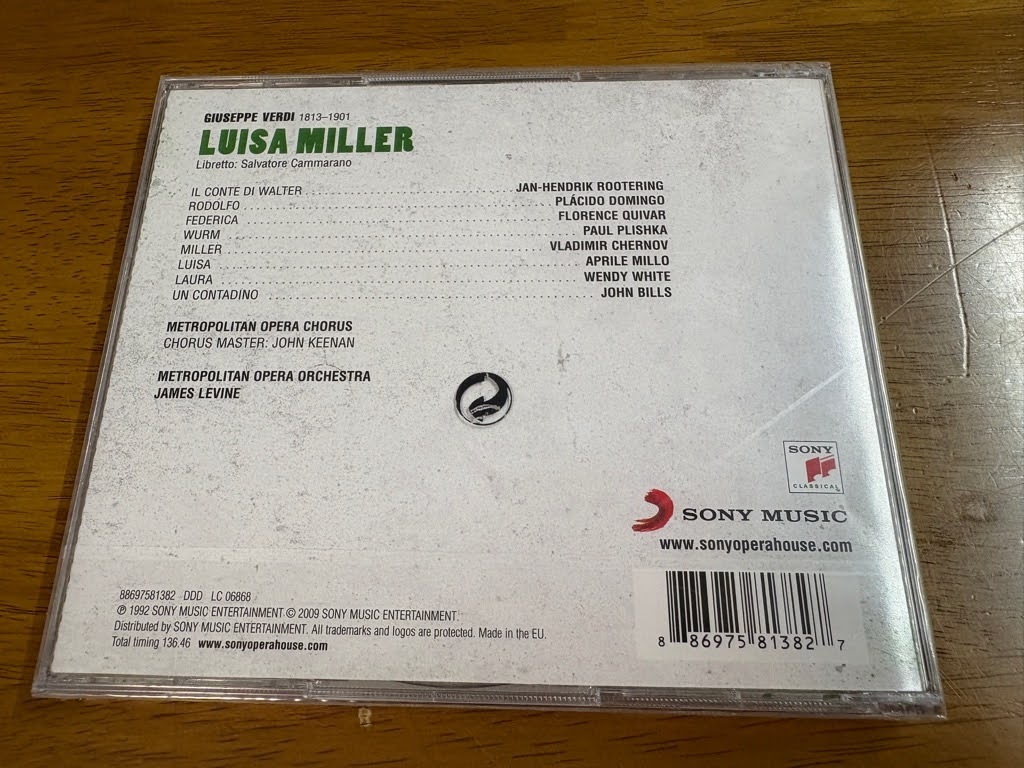 GIUSEPPE VERDI 1813–1901
LUISA MILLER
Libretto: Salvatore Cammarano
IL CONTE DI WALTER ........ JAN-HENDRIK ROOTERING
RODOLFO ........ PLÁCIDO DOMINGO
FEDERICA ........ FLORENCE QUIVAR
WURM ........ PAUL PLISHKA
MILLER ........ VLADIMIR CHERNOV
LUISA ........ APRILE MILLO
LAURA ........ WENDY WHITE
UN CONTADINO ........ JOHN BILLS
METROPOLITAN OPERA CHORUS
CHORUS MASTER: JOHN KEENAN
METROPOLITAN OPERA ORCHESTRA
JAMES LEVINE
SONY
CLASSICAL
SONY MUSIC
www.sonyoperahouse.com
88697581382 DDD LC 06868
℗ 1992 SONY MUSIC ENTERTAINMENT © 2009 SONY MUSIC ENTERTAINMENT.
Distributed by SONY MUSIC ENTERTAINMENT. All trademarks and logos are protected. Made in the EU.
Total timing 136.46 www.sonyoperahouse.com
8 86975 81382 7